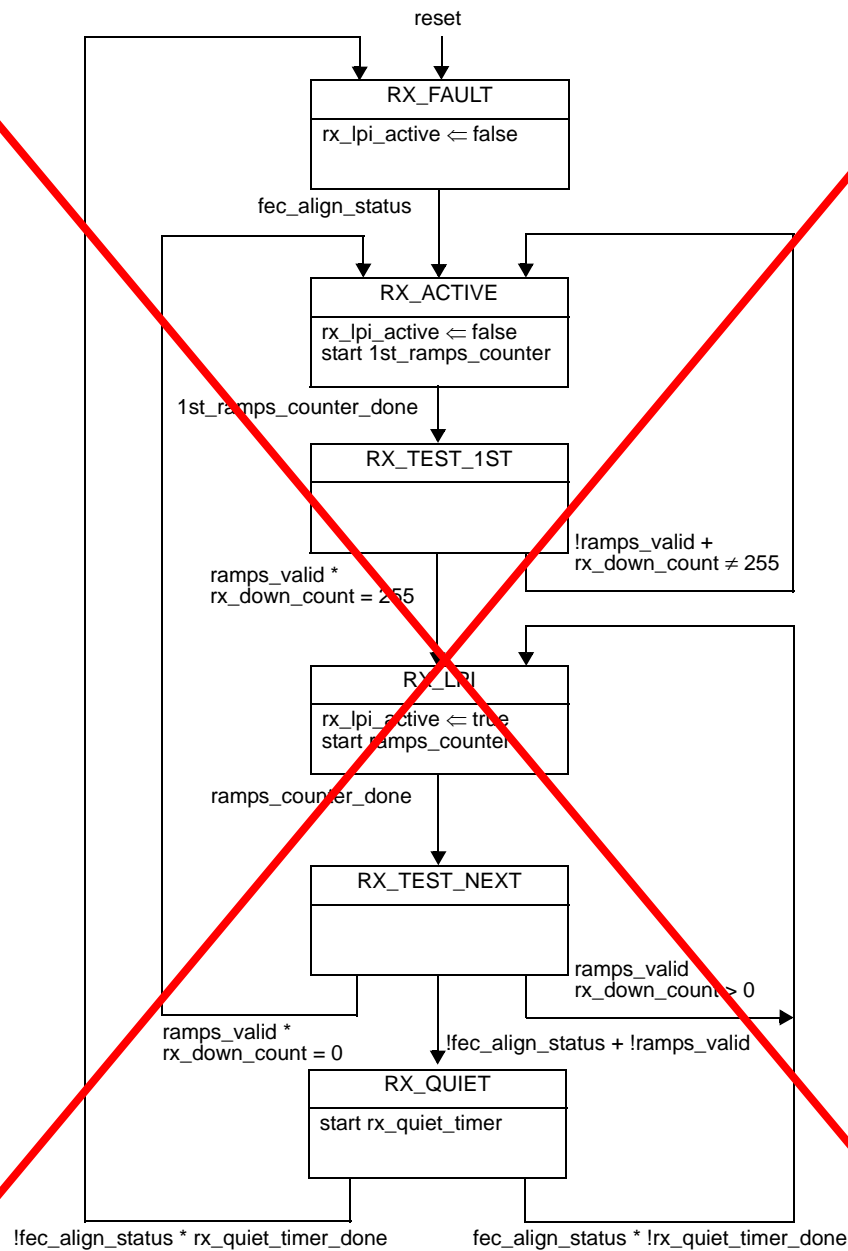 reset
RX_FAULT
rx_lpi_active ⇐ false
fec_align_status
RX_ACTIVE
rx_lpi_active ⇐ false
start 1st_ramps_counter
1st_ramps_counter_done
RX_TEST_1ST
!ramps_valid +
rx_down_count ≠ 255
ramps_valid *
rx_down_count = 255
RX_LPI
rx_lpi_active ⇐ true
start ramps_counter
ramps_counter_done
RX_TEST_NEXT
ramps_valid
rx_down_count > 0
ramps_valid *
rx_down_count = 0
!fec_align_status + !ramps_valid
RX_QUIET
start rx_quiet_timer
!fec_align_status * rx_quiet_timer_done
fec_align_status * !rx_quiet_timer_done